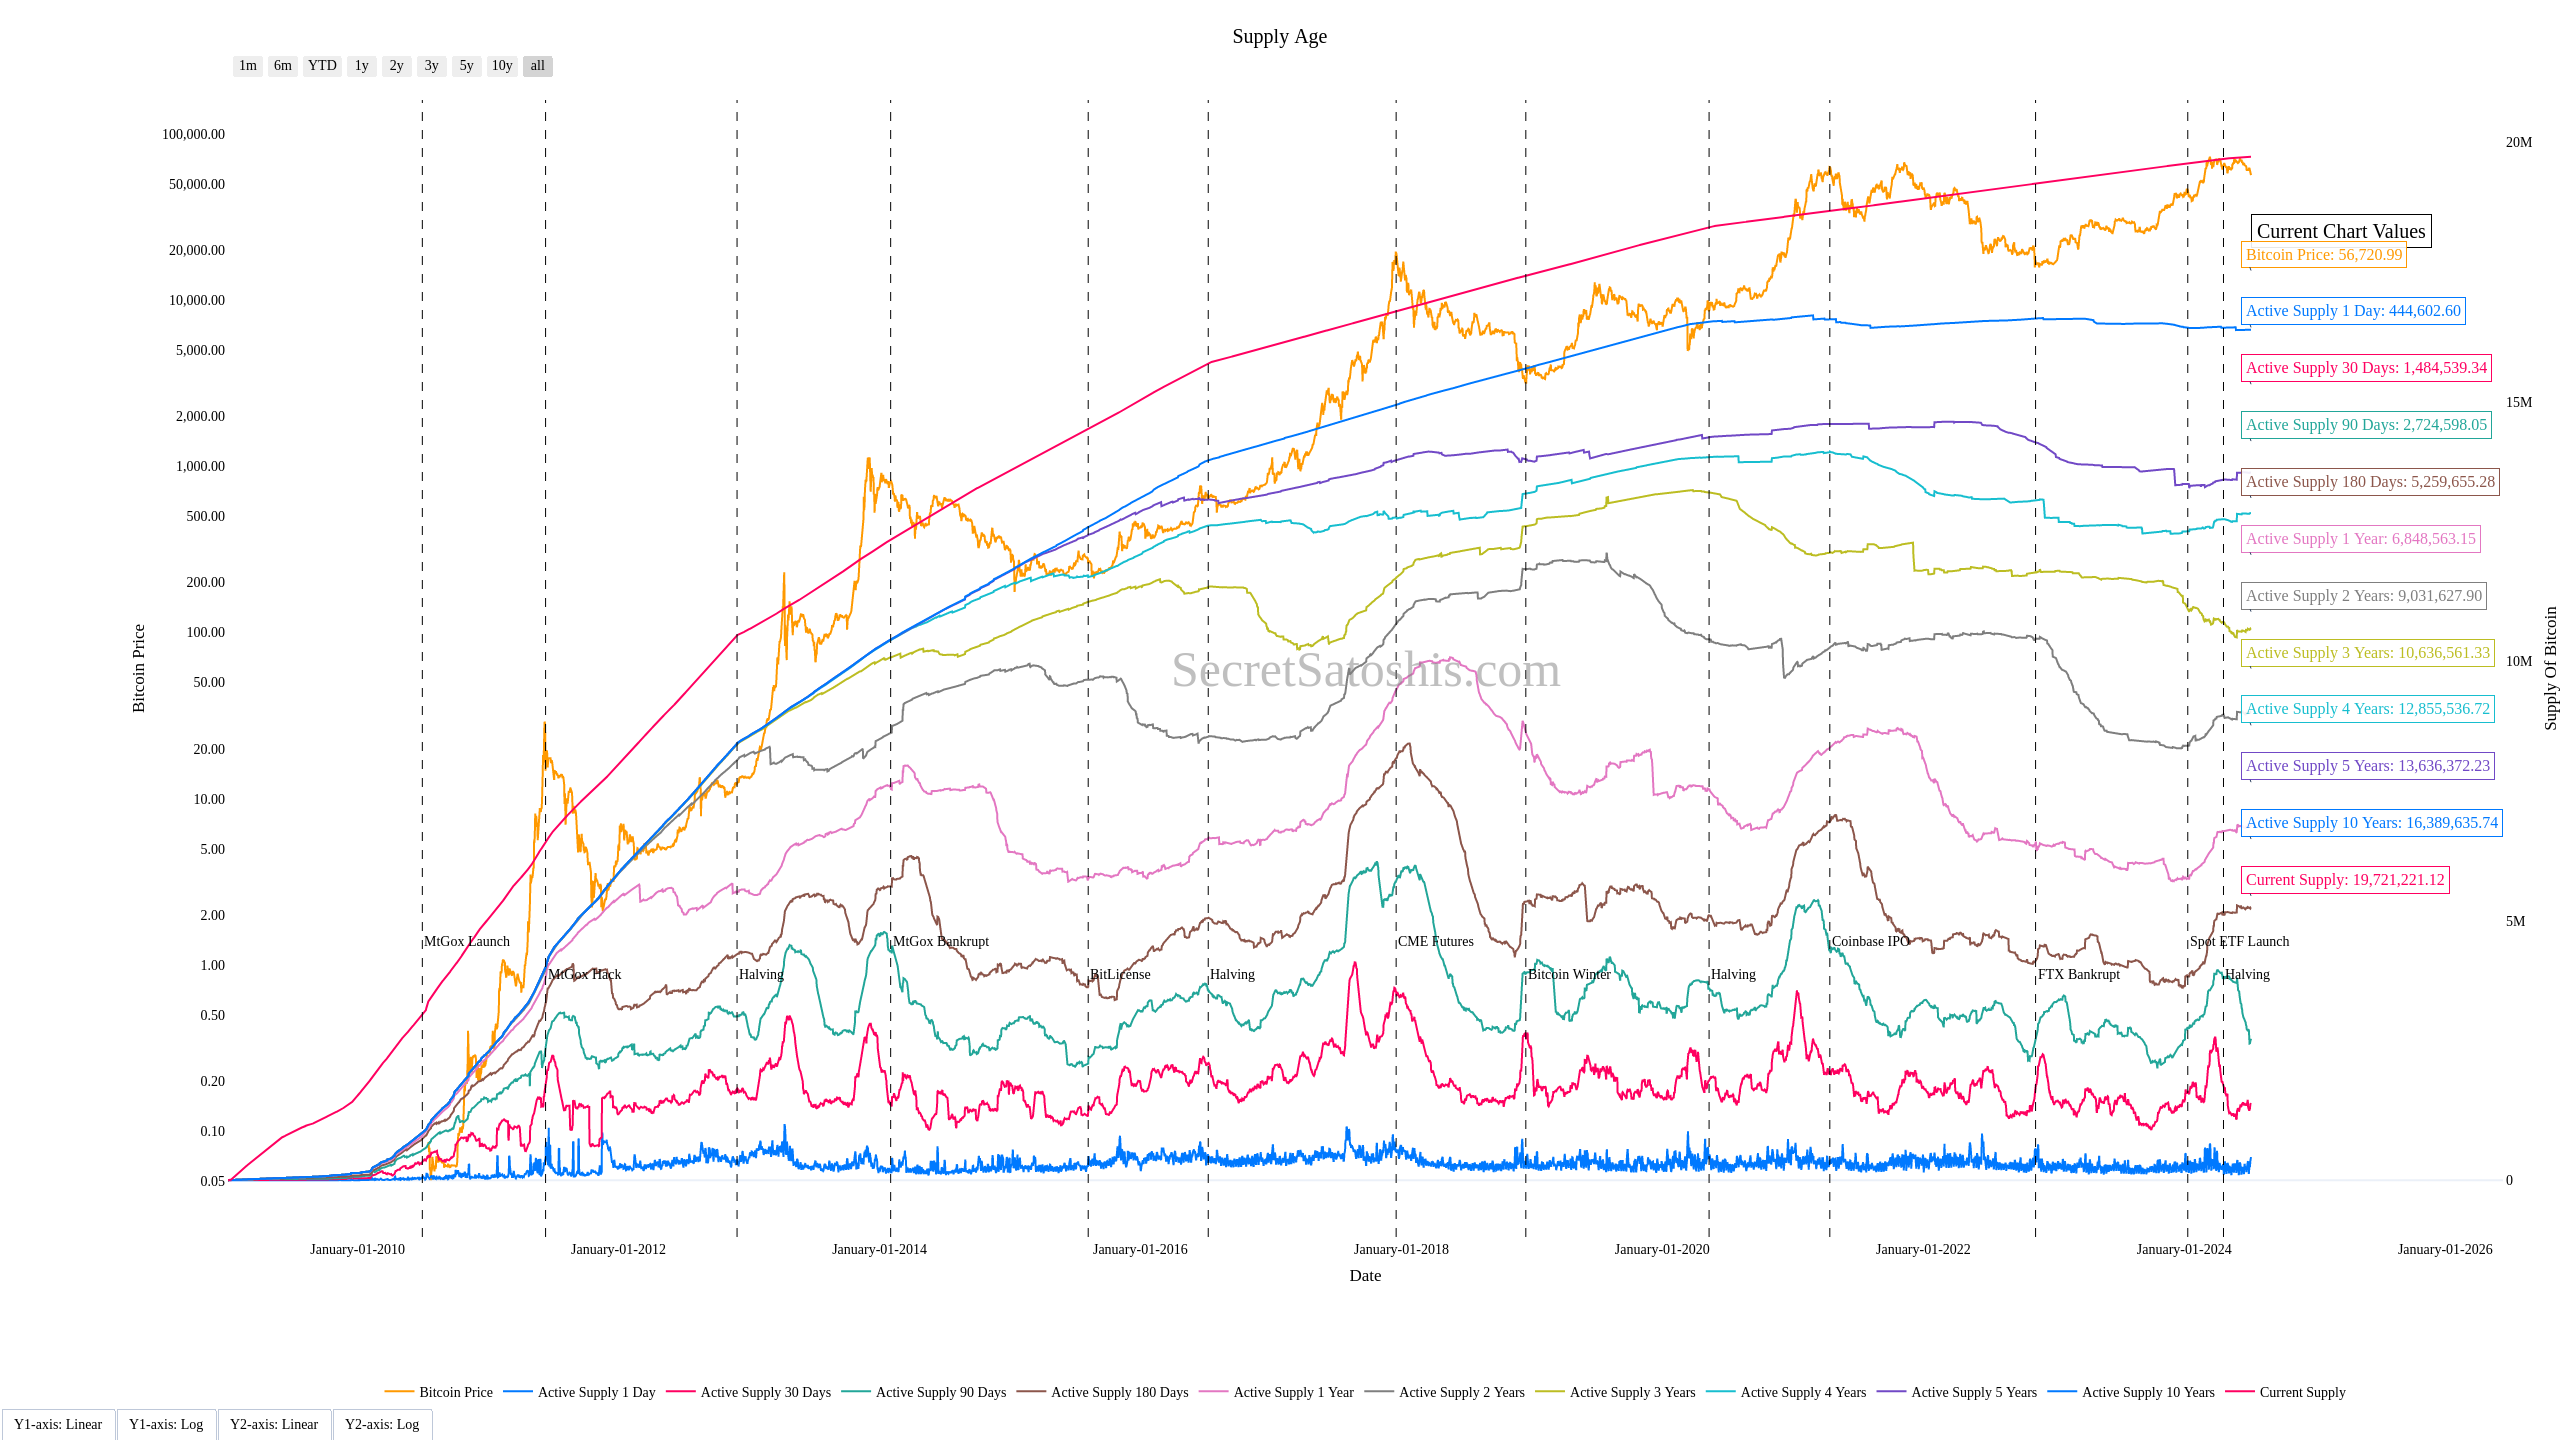 Supply Age
1m 6m YTD 1y 2y 3y 5y 10y all
100,000.00
50,000.00
20,000.00
10,000.00
5,000.00
2,000.00
1,000.00
500.00
200.00
100.00
50.00
20.00
10.00
5.00
2.00
1.00
0.50
0.20
0.10
0.05
Bitcoin Price
20M
15M
10M
5M
0
Supply Of Bitcoin
Current Chart Values
Bitcoin Price: 56,720.99
Active Supply 1 Day: 444,602.60
Active Supply 30 Days: 1,484,539.34
Active Supply 90 Days: 2,724,598.05
Active Supply 180 Days: 5,259,655.28
Active Supply 1 Year: 6,848,563.15
Active Supply 2 Years: 9,031,627.90
Active Supply 3 Years: 10,636,561.33
Active Supply 4 Years: 12,855,536.72
Active Supply 5 Years: 13,636,372.23
Active Supply 10 Years: 16,389,635.74
Current Supply: 19,721,221.12
SecretSatoshis.com
MtGox Launch
MtGox Hack
Halving
MtGox Bankrupt
BitLicense
Halving
CME Futures
Bitcoin Winter
Halving
Coinbase IPO
FTX Bankrupt
Spot ETF Launch
Halving
January-01-2010 January-01-2012 January-01-2014 January-01-2016 January-01-2018 January-01-2020 January-01-2022 January-01-2024 January-01-2026
Date
Bitcoin Price Active Supply 1 Day Active Supply 30 Days Active Supply 90 Days Active Supply 180 Days Active Supply 1 Year Active Supply 2 Years Active Supply 3 Years Active Supply 4 Years Active Supply 5 Years Active Supply 10 Years Current Supply
Y1-axis: Linear Y1-axis: Log Y2-axis: Linear Y2-axis: Log